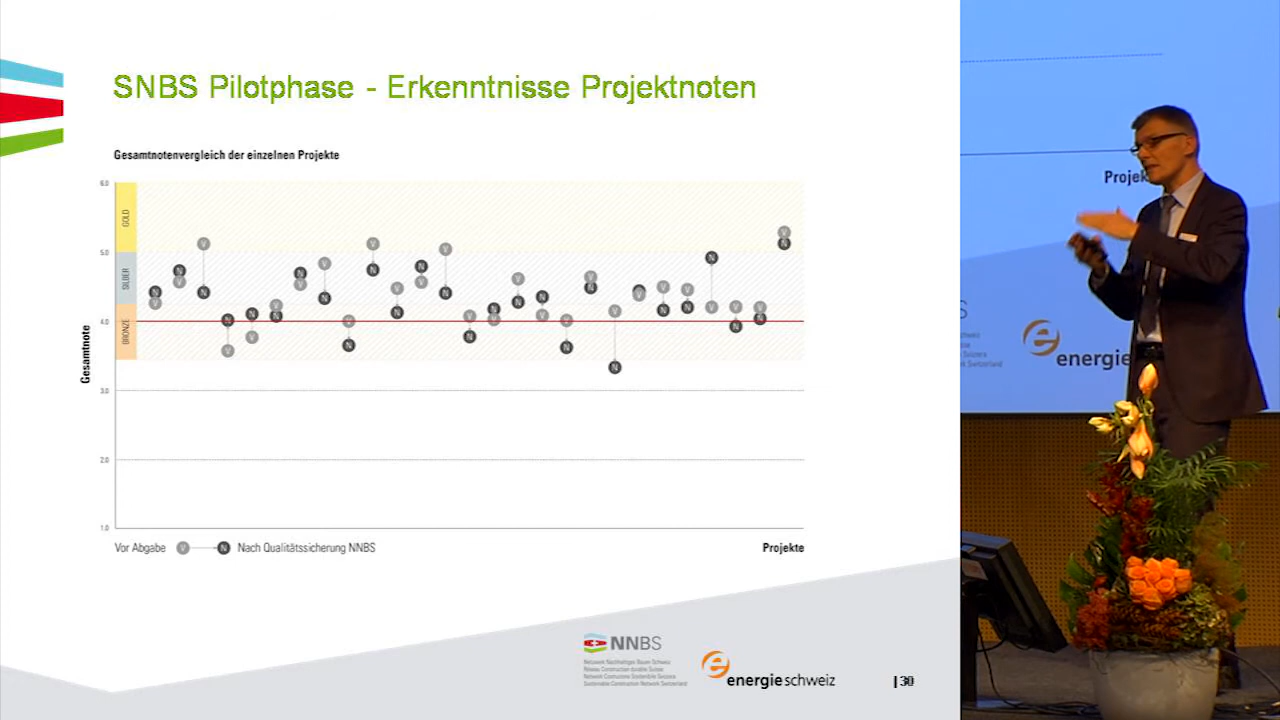 SNBS Pilotphase - Erkenntnisse Projektnoten
Gesamtnotenvergleich der einzelnen Projekte
6.0
5.0
4.0
3.0
2.0
1.0
GOLD
SILBER
BRONZE
Gesamtnote
Vor Abgabe V N Nach Qualitätssicherung NNBS
Projekte
NNBS
Netzwerk Nachhaltiges Bauen Schweiz
Réseau Construction durable Suisse
Network Costruzione Sostenibile Svizzera
Sustainable Construction Network Switzerland
energieschweiz
| 30
Projek
energie